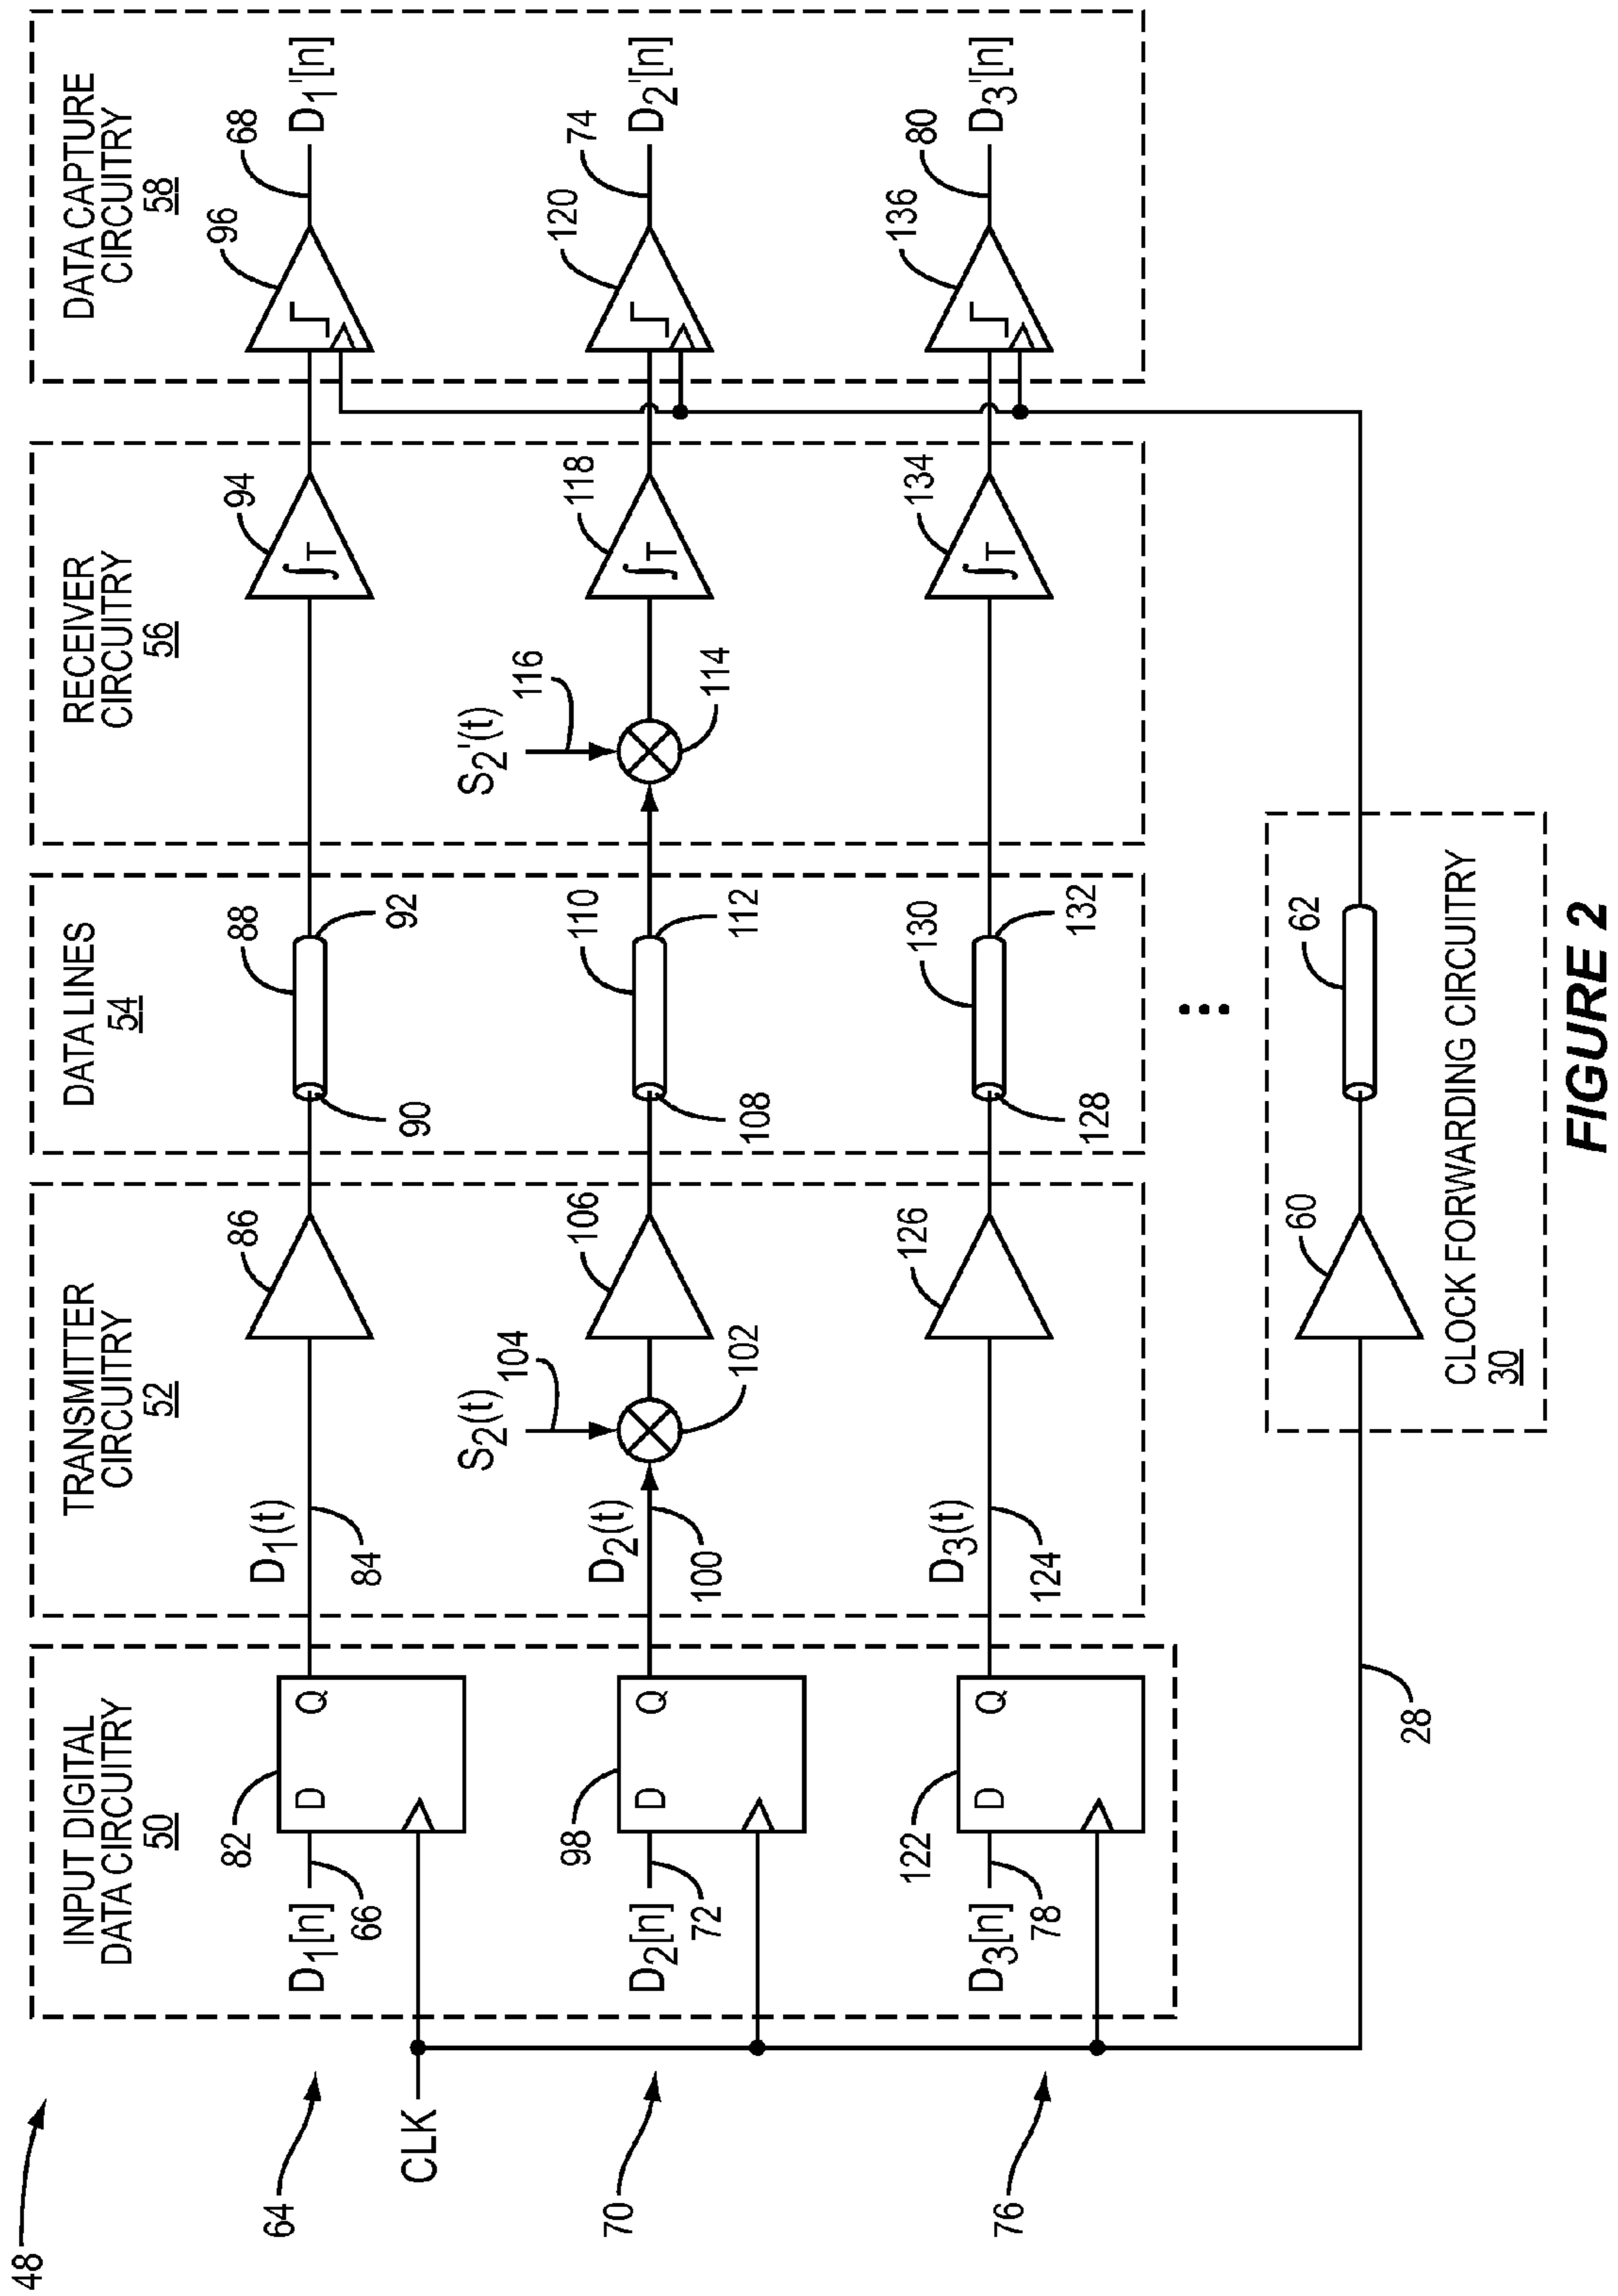 48
INPUT DIGITAL
DATA CIRCUITRY
50
TRANSMITTER
CIRCUITRY
52
DATA LINES
54
RECEIVER
CIRCUITRY
56
DATA CAPTURE
CIRCUITRY
58
64
D1[n]
66
82
D
Q
D1(t)
84
86
90
88
92
94
∫T
96
68
D1'[n]
CLK
70
D2[n]
72
98
D
Q
D2(t)
100
S2(t)
104
102
106
108
110
112
S2'(t)
116
114
118
∫T
120
74
D2'[n]
76
D3[n]
78
122
D
Q
D3(t)
124
126
128
130
132
134
∫T
136
80
D3'[n]
28
60
62
CLOCK FORWARDING CIRCUITRY
30
FIGURE 2